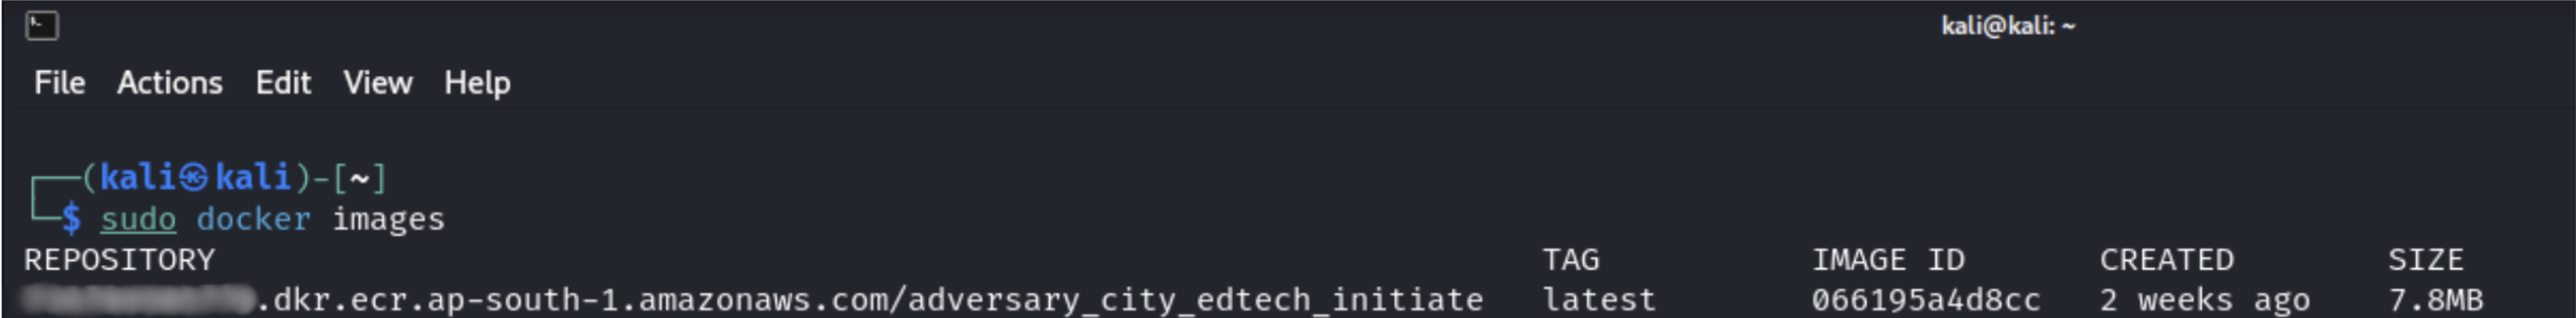 kali@kali: ~
File Actions Edit View Help
┌──(kali㉿kali)-[~]
└─$ sudo docker images
REPOSITORY TAG IMAGE ID CREATED SIZE
.dkr.ecr.ap-south-1.amazonaws.com/adversary_city_edtech_initiate latest 066195a4d8cc 2 weeks ago 7.8MB